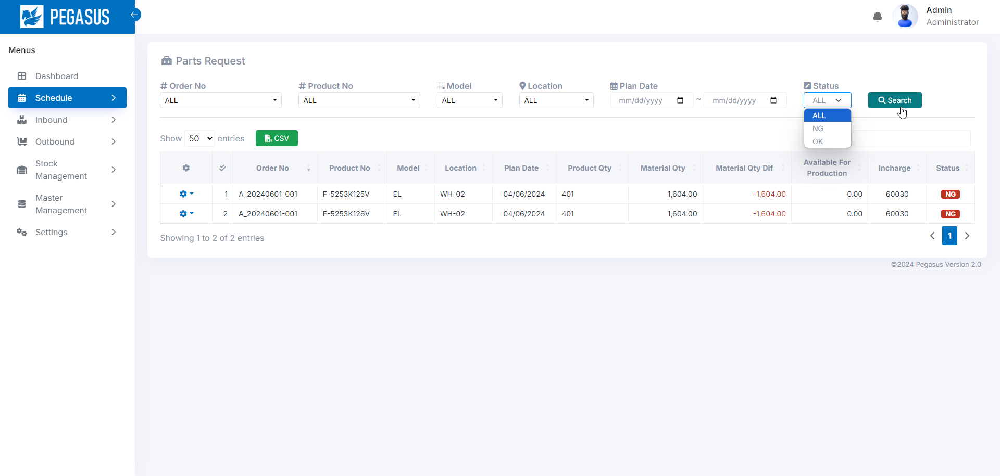 PEGASUS
Admin
Administrator
Menus
Dashboard
Schedule
Inbound
Outbound
Stock
Management
Master
Management
Settings
Parts Request
# Order No
# Product No
Model
Location
Plan Date
Status
ALL
ALL
ALL
ALL
mm/dd/yyyy
~
mm/dd/yyyy
ALL
Search
ALL
NG
OK
Show 50 entries
CSV
Order No
Product No
Model
Location
Plan Date
Product Qty
Material Qty
Material Qty Dif
Available For
Production
Incharge
Status
1 A_20240601-001 F-5253K125V EL WH-02 04/06/2024 401 1,604.00 -1,604.00 0.00 60030 NG
2 A_20240601-001 F-5253K126V EL WH-02 04/06/2024 401 1,604.00 -1,604.00 0.00 60030 NG
Showing 1 to 2 of 2 entries
1
©2024 Pegasus Version 2.0